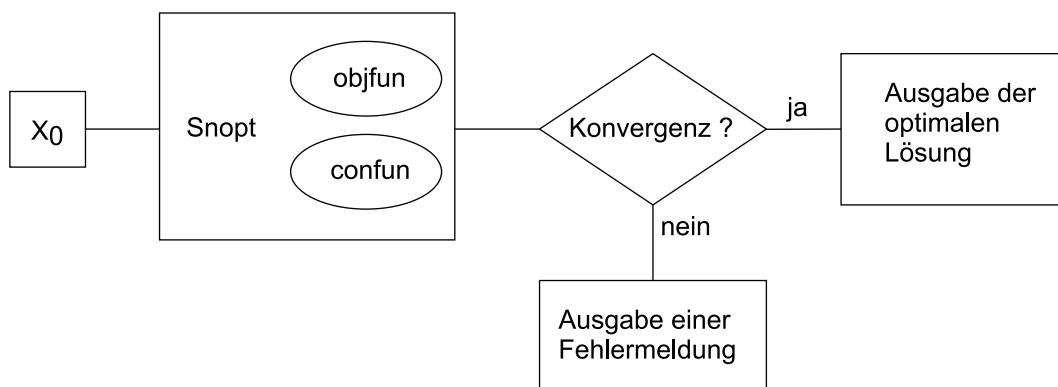 X0
Snopt
objfun
confun
Konvergenz ?
ja
Ausgabe der
optimalen
Lösung
nein
Ausgabe einer
Fehlermeldung